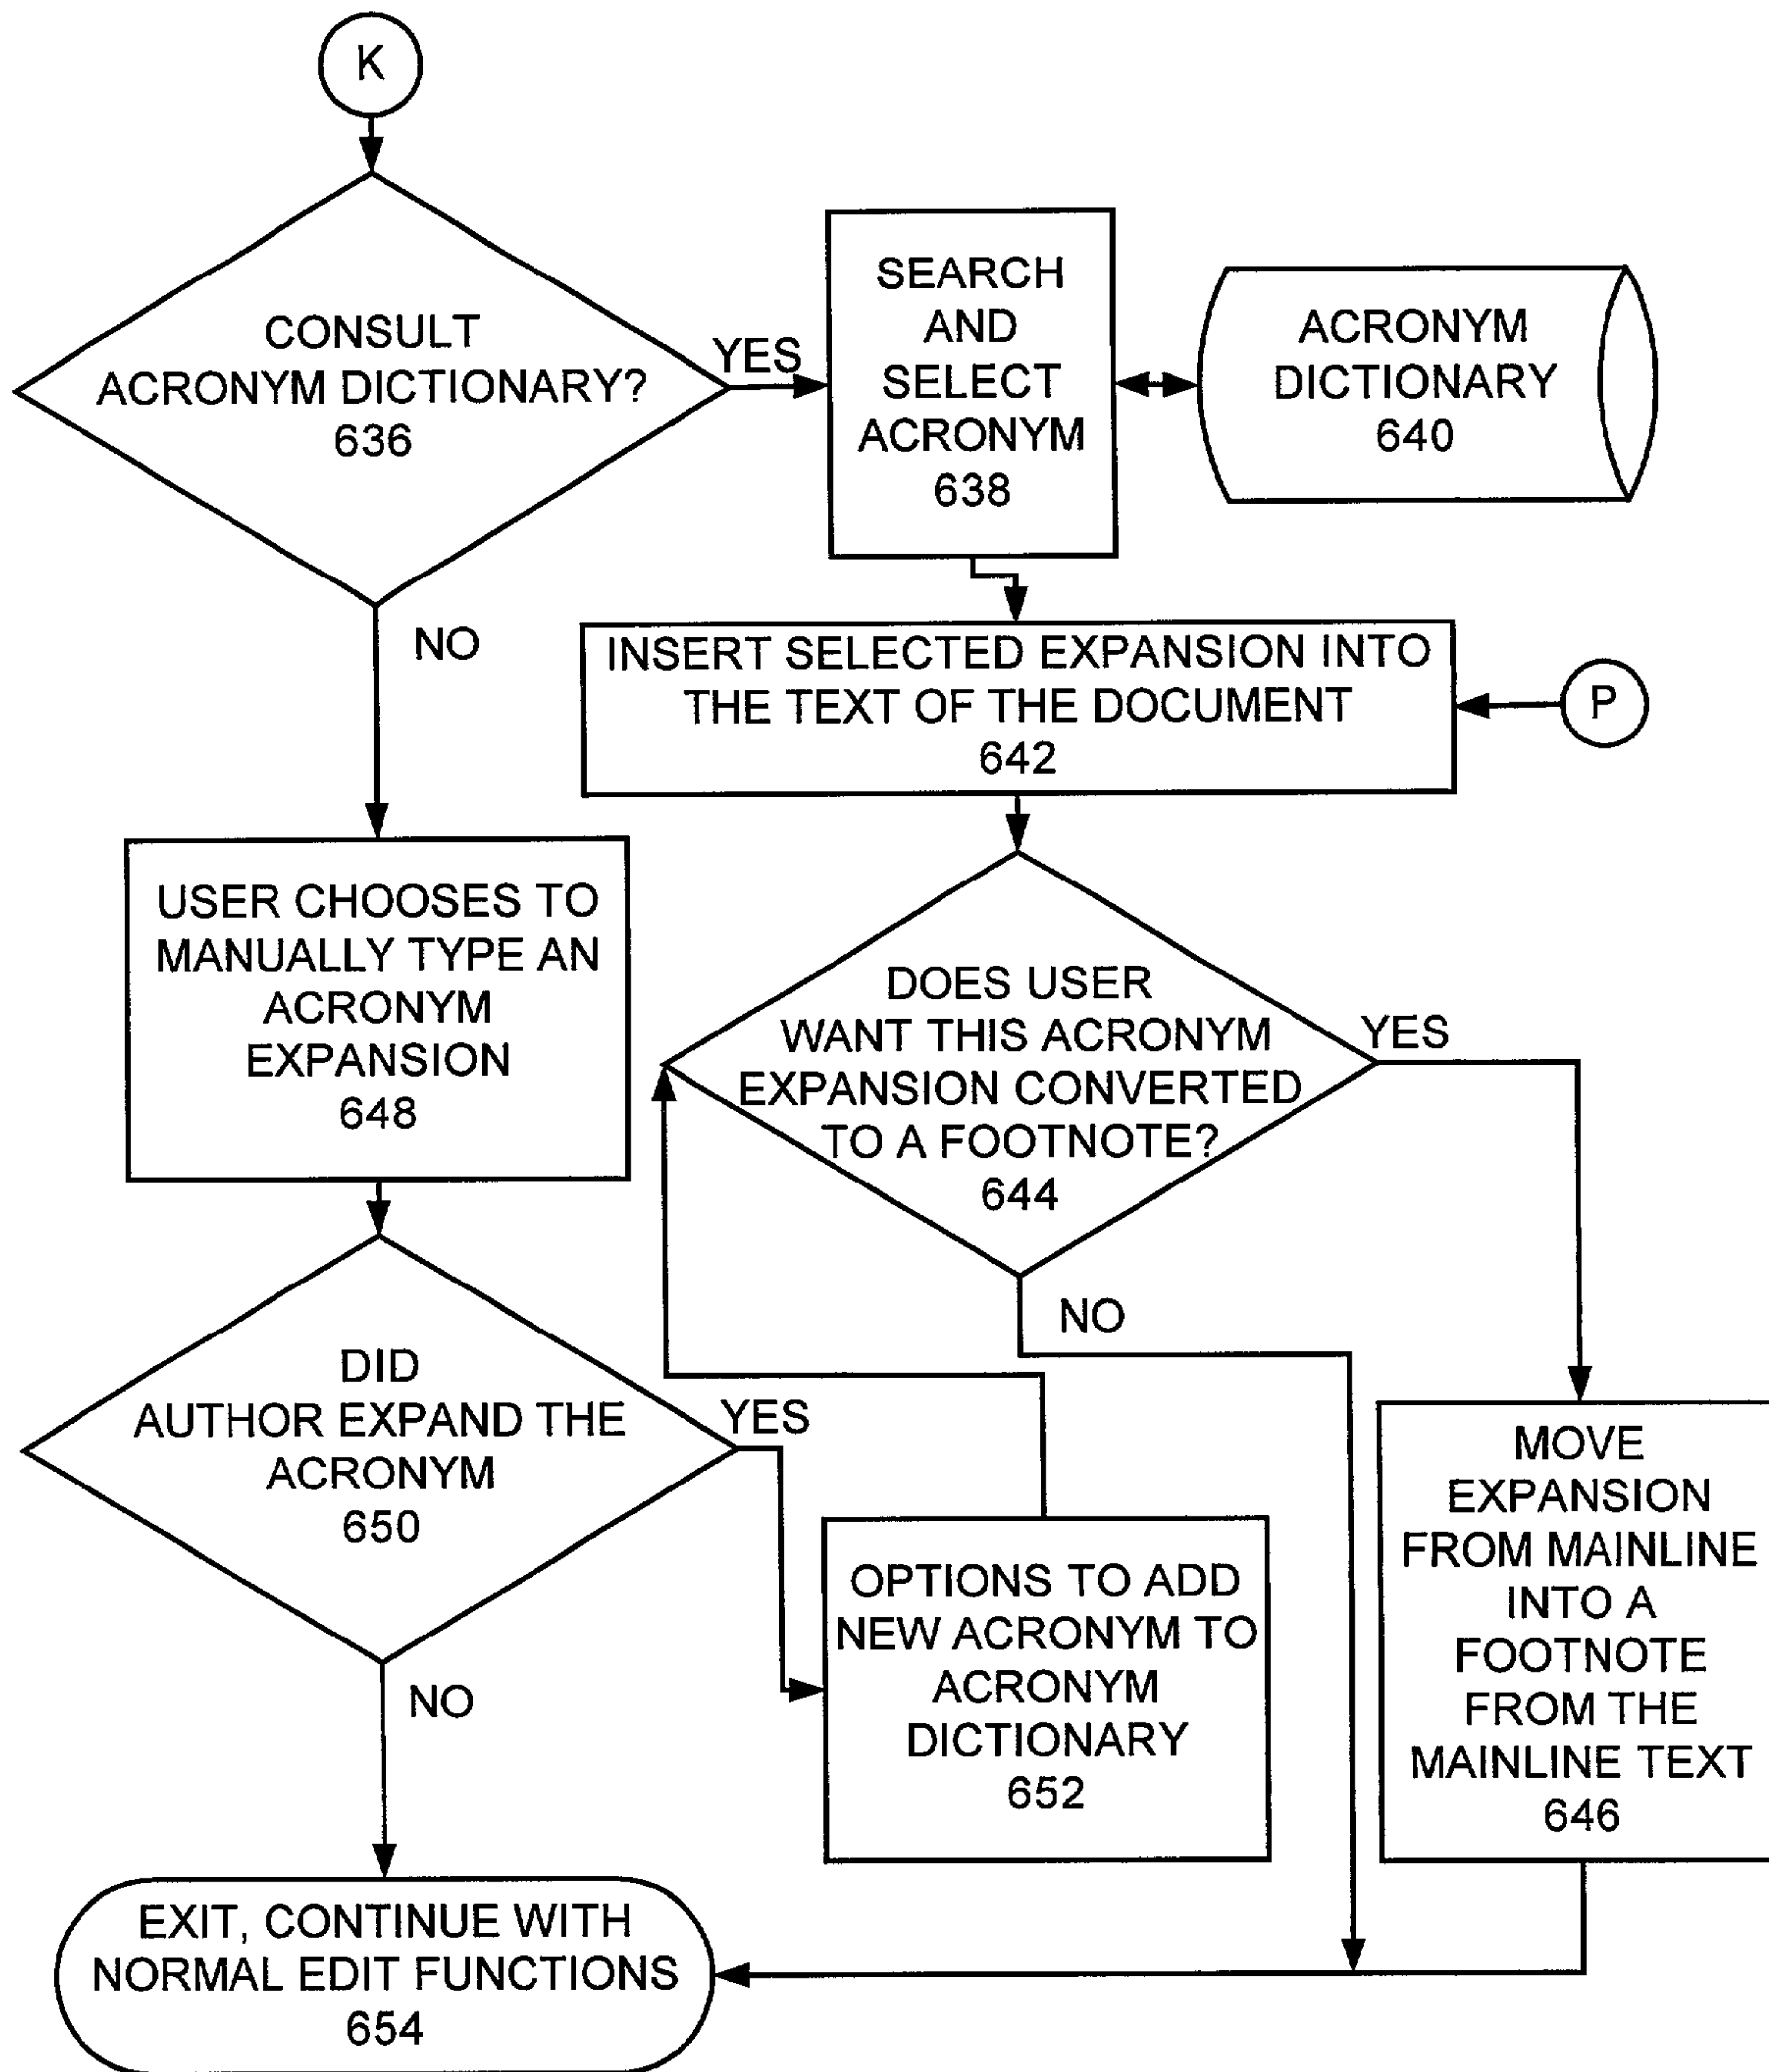 K
CONSULT
ACRONYM DICTIONARY?
636
YES
SEARCH
AND
SELECT
ACRONYM
638
ACRONYM
DICTIONARY
640
NO
INSERT SELECTED EXPANSION INTO
THE TEXT OF THE DOCUMENT
642
P
USER CHOOSES TO
MANUALLY TYPE AN
ACRONYM
EXPANSION
648
DOES USER
WANT THIS ACRONYM
EXPANSION CONVERTED
TO A FOOTNOTE?
644
YES
NO
DID
AUTHOR EXPAND THE
ACRONYM
650
YES
NO
OPTIONS TO ADD
NEW ACRONYM TO
ACRONYM
DICTIONARY
652
MOVE
EXPANSION
FROM MAINLINE
INTO A
FOOTNOTE
FROM THE
MAINLINE TEXT
646
EXIT, CONTINUE WITH
NORMAL EDIT FUNCTIONS
654